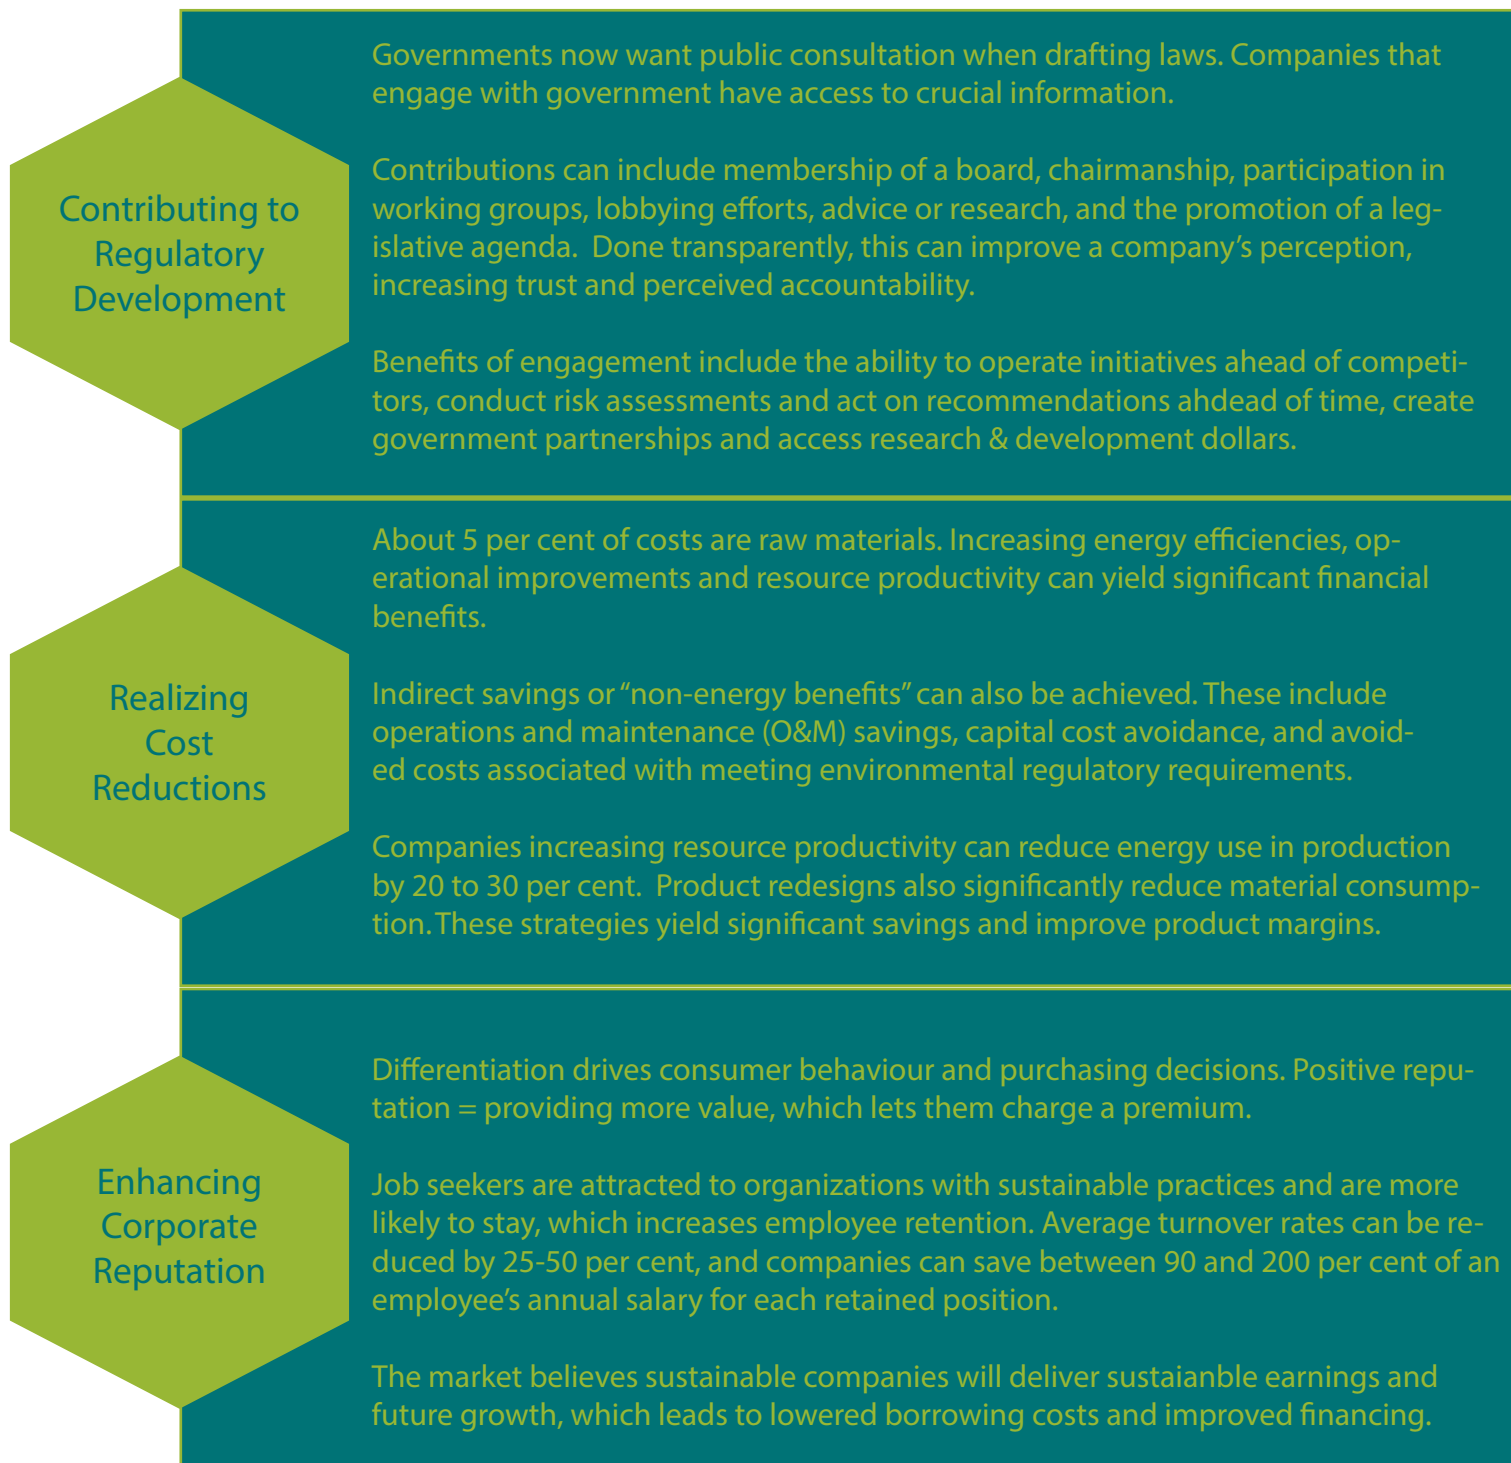 Governments now want public consultation when drafting laws. Companies that
engage with government have access to crucial information.
Contributions can include membership of a board, chairmanship, participation in
working groups, lobbying efforts, advice or research, and the promotion of a leg-
islative agenda.  Done transparently, this can improve a company’s perception,
increasing trust and perceived accountability.
Benefits of engagement include the ability to operate initiatives ahead of competi-
tors, conduct risk assessments and act on recommendations ahdead of time, create
government partnerships and access research & development dollars.
Contributing to
Regulatory
Development
About 5 per cent of costs are raw materials. Increasing energy efficiencies, op-
erational improvements and resource productivity can yield significant financial
benefits.
Indirect savings or “non-energy benefits” can also be achieved. These include
operations and maintenance (O&M) savings, capital cost avoidance, and avoid-
ed costs associated with meeting environmental regulatory requirements.
Companies increasing resource productivity can reduce energy use in production
by 20 to 30 per cent.  Product redesigns also significantly reduce material consump-
tion. These strategies yield significant savings and improve product margins.
Realizing
Cost
Reductions
Differentiation drives consumer behaviour and purchasing decisions. Positive repu-
tation = providing more value, which lets them charge a premium.
Job seekers are attracted to organizations with sustainable practices and are more
likely to stay, which increases employee retention. Average turnover rates can be re-
duced by 25-50 per cent, and companies can save between 90 and 200 per cent of an
employee’s annual salary for each retained position.
The market believes sustainable companies will deliver sustaianble earnings and
future growth, which leads to lowered borrowing costs and improved financing.
Enhancing
Corporate
Reputation